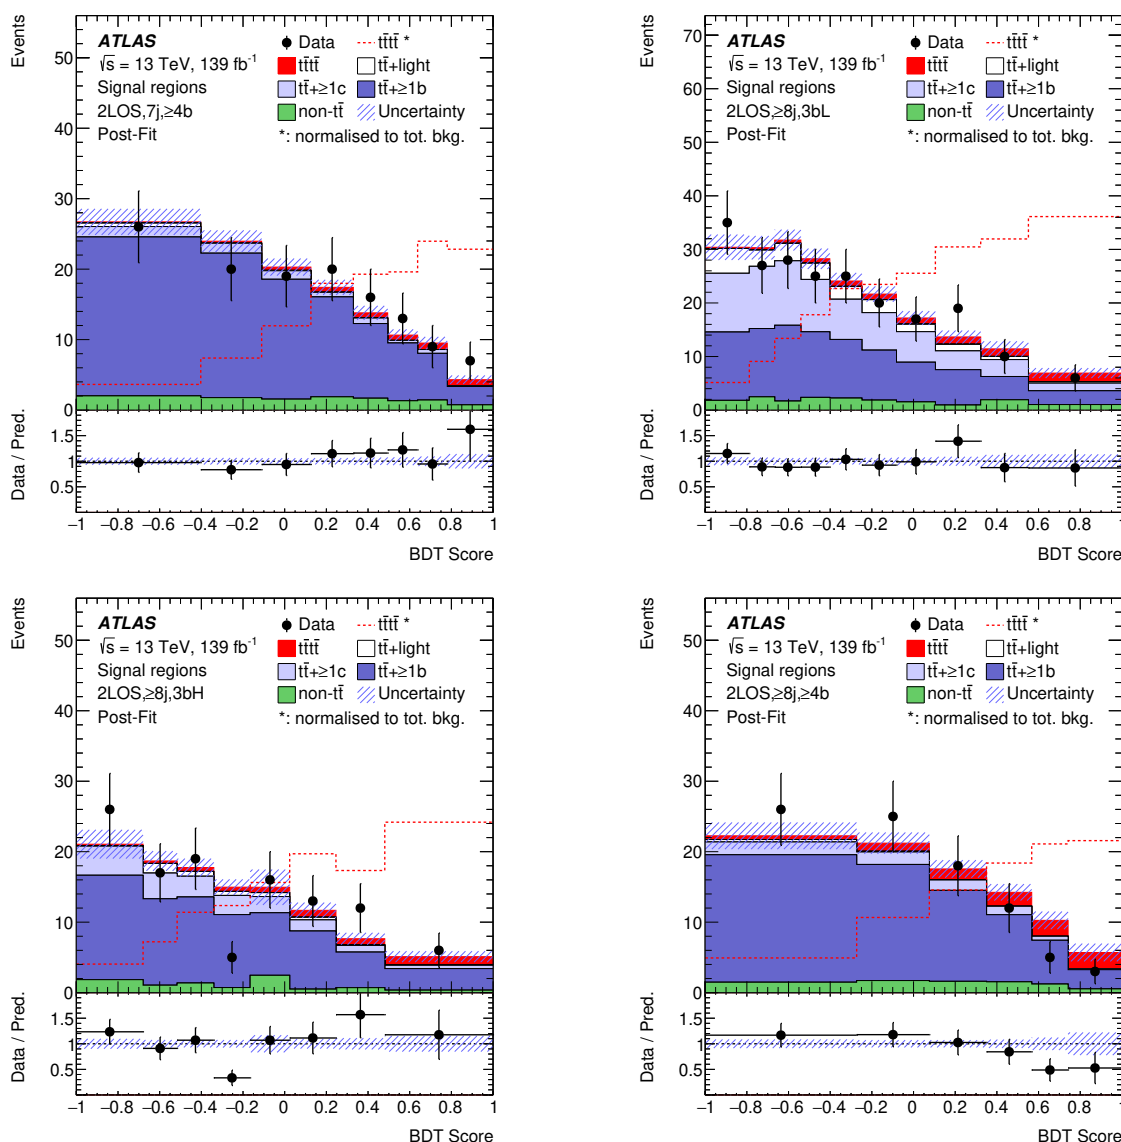 Events
50
40
30
20
10
0
ATLAS
√s = 13 TeV, 139 fb⁻¹
Signal regions
2LOS,7j,≥4b
Post-Fit
Data tt̄tt̄ *
tt̄tt̄ tt̄+light
tt̄+≥1c tt̄+≥1b
non-tt̄ Uncertainty
*: normalised to tot. bkg.
Data / Pred.
1.5
1
0.5
−1 −0.8 −0.6 −0.4 −0.2 0 0.2 0.4 0.6 0.8 1
BDT Score
Events
70
60
50
40
30
20
10
0
ATLAS
√s = 13 TeV, 139 fb⁻¹
Signal regions
2LOS,≥8j,3bL
Post-Fit
Data tt̄tt̄ *
tt̄tt̄ tt̄+light
tt̄+≥1c tt̄+≥1b
non-tt̄ Uncertainty
*: normalised to tot. bkg.
Data / Pred.
1.5
1
0.5
−1 −0.8 −0.6 −0.4 −0.2 0 0.2 0.4 0.6 0.8 1
BDT Score
Events
50
40
30
20
10
0
ATLAS
√s = 13 TeV, 139 fb⁻¹
Signal regions
2LOS,≥8j,3bH
Post-Fit
Data tt̄tt̄ *
tt̄tt̄ tt̄+light
tt̄+≥1c tt̄+≥1b
non-tt̄ Uncertainty
*: normalised to tot. bkg.
Data / Pred.
1.5
1
0.5
−1 −0.8 −0.6 −0.4 −0.2 0 0.2 0.4 0.6 0.8 1
BDT Score
Events
50
40
30
20
10
0
ATLAS
√s = 13 TeV, 139 fb⁻¹
Signal regions
2LOS,≥8j,≥4b
Post-Fit
Data tt̄tt̄ *
tt̄tt̄ tt̄+light
tt̄+≥1c tt̄+≥1b
non-tt̄ Uncertainty
*: normalised to tot. bkg.
Data / Pred.
1.5
1
0.5
−1 −0.8 −0.6 −0.4 −0.2 0 0.2 0.4 0.6 0.8 1
BDT Score